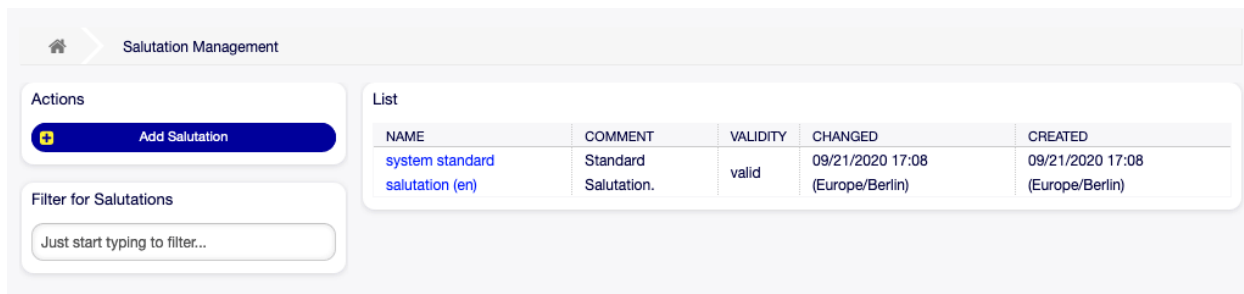 Salutation Management
Actions
Add Salutation
Filter for Salutations
Just start typing to filter...
List
NAME COMMENT VALIDITY CHANGED CREATED
system standard Standard valid 09/21/2020 17:08 09/21/2020 17:08
salutation (en) Salutation. (Europe/Berlin) (Europe/Berlin)